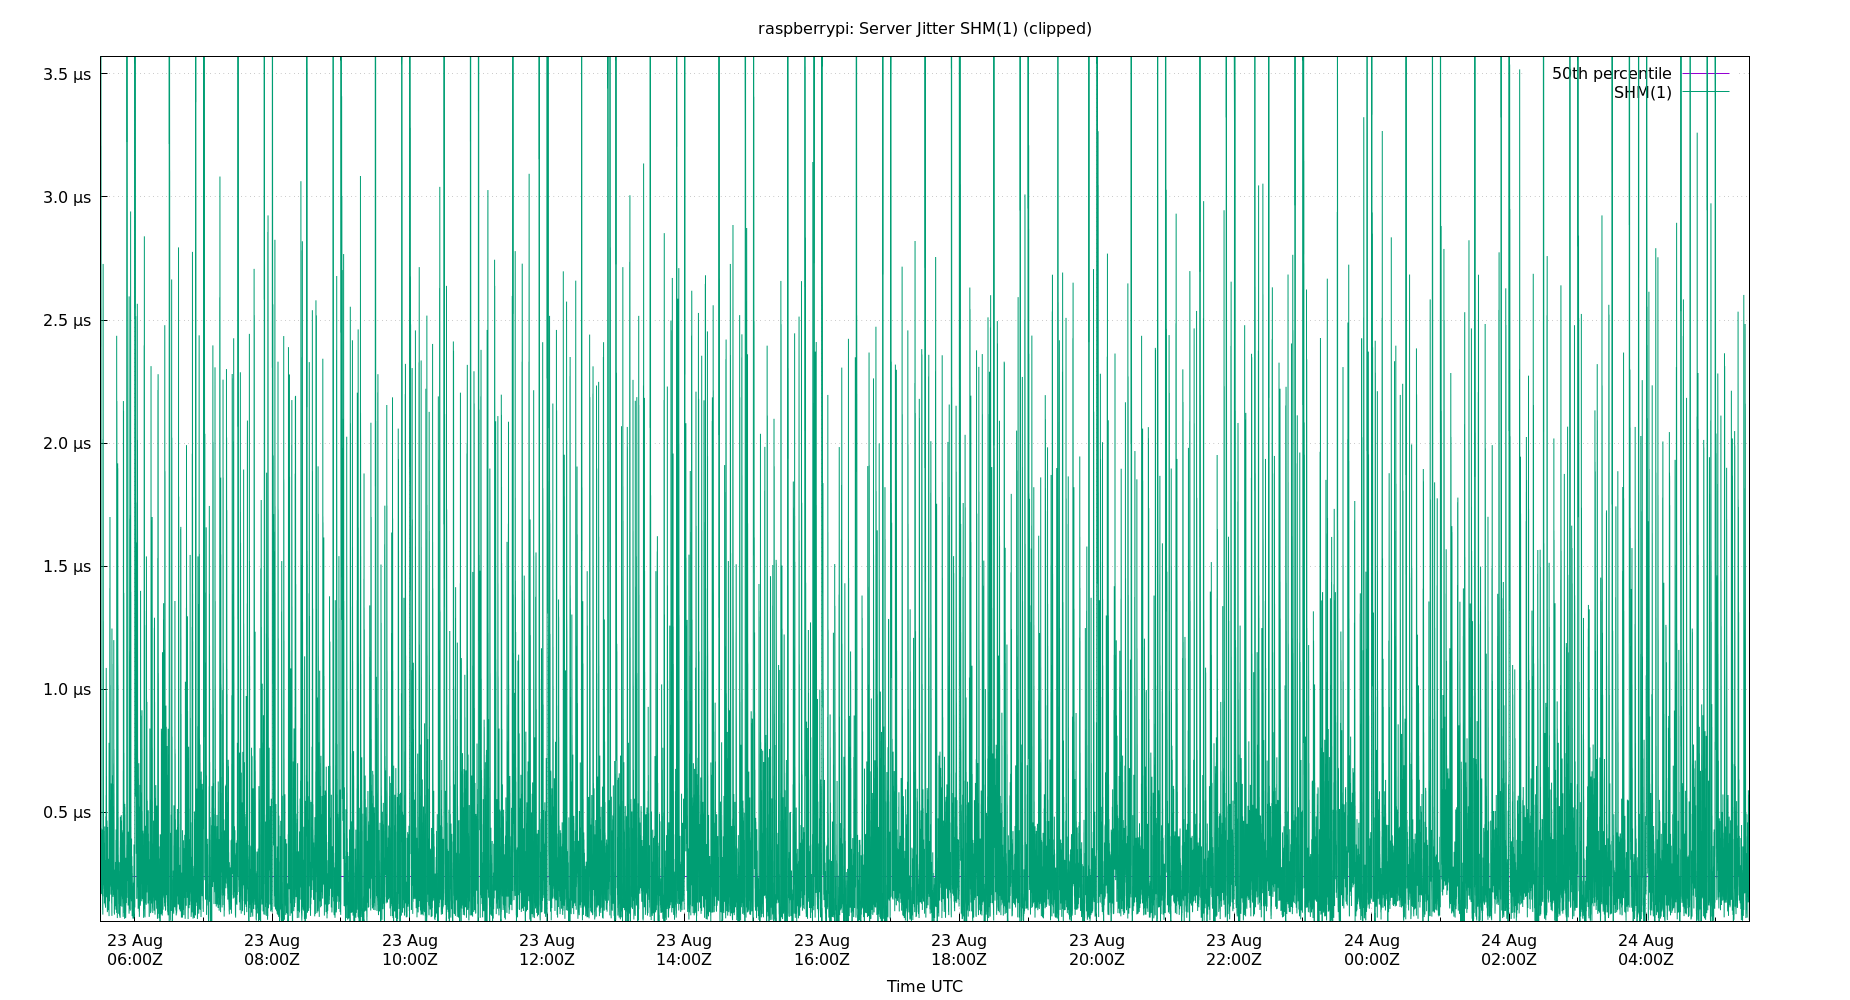 raspberrypi: Server Jitter SHM(1) (clipped)
3.5 μs
3.0 μs
2.5 μs
2.0 μs
1.5 μs
1.0 μs
0.5 μs
50th percentile
SHM(1)
23 Aug 23 Aug 23 Aug 23 Aug 23 Aug 23 Aug 23 Aug 23 Aug 23 Aug 24 Aug 24 Aug 24 Aug
06:00Z 08:00Z 10:00Z 12:00Z 14:00Z 16:00Z 18:00Z 20:00Z 22:00Z 00:00Z 02:00Z 04:00Z
Time UTC